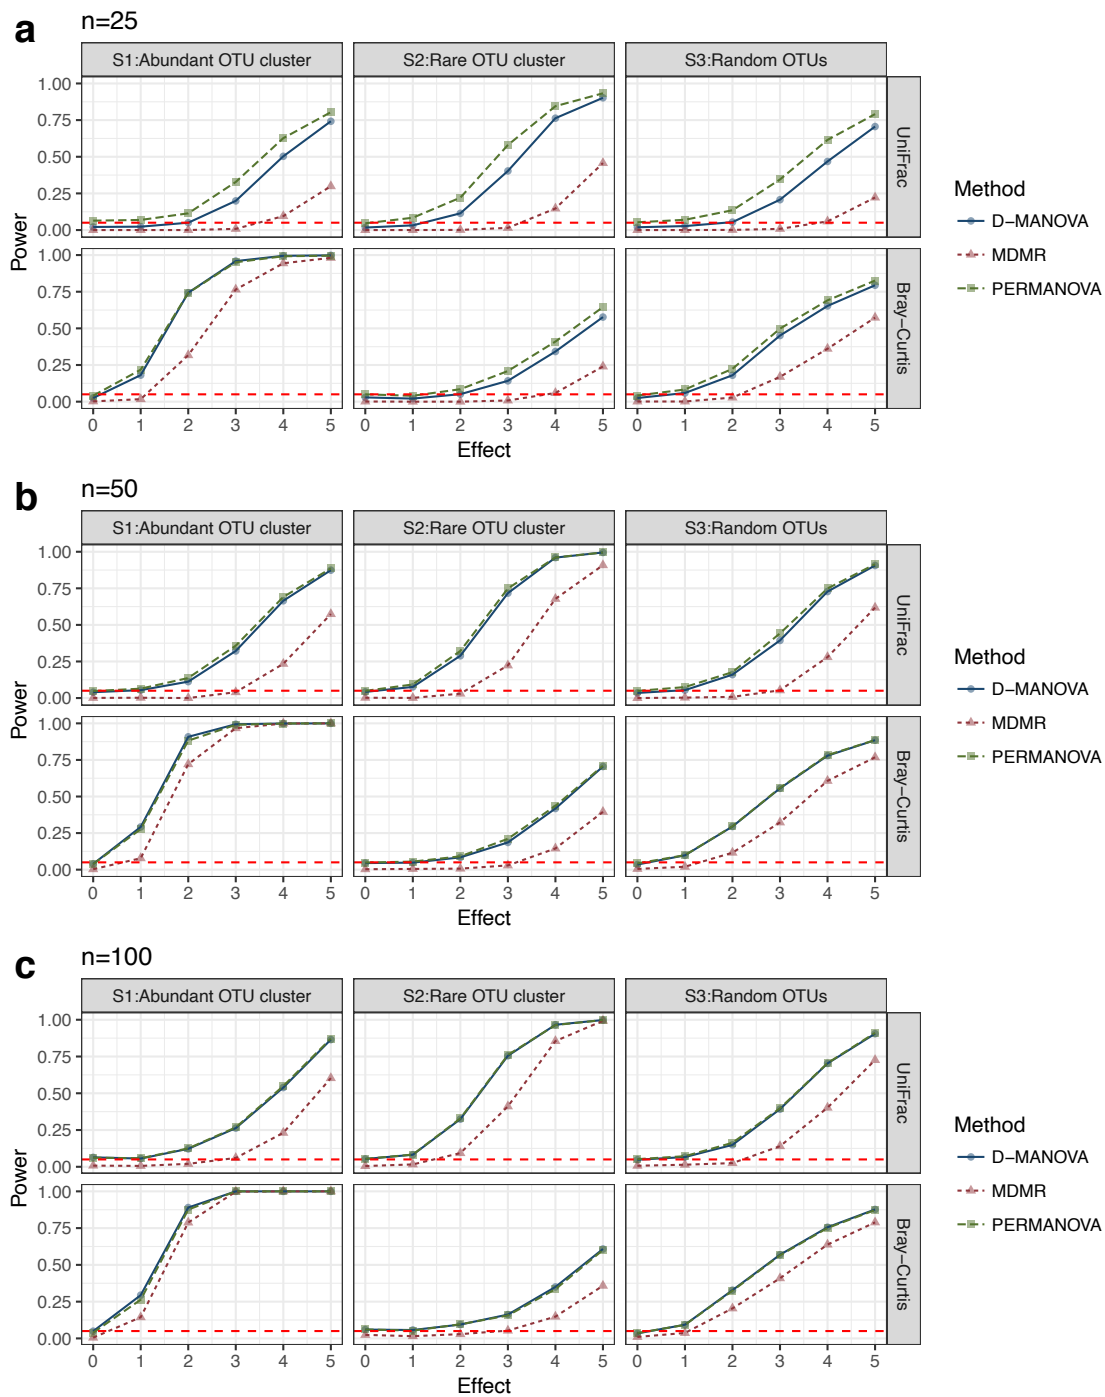 a
n=25
S1:Abundant OTU cluster
S2:Rare OTU cluster
S3:Random OTUs
1.00
0.75
0.50
0.25
0.00
UniFrac
1.00
0.75
0.50
0.25
0.00
Bray−Curtis
Power
0 1 2 3 4 5
0 1 2 3 4 5
0 1 2 3 4 5
Effect
Method
D−MANOVA
MDMR
PERMANOVA
b
n=50
S1:Abundant OTU cluster
S2:Rare OTU cluster
S3:Random OTUs
1.00
0.75
0.50
0.25
0.00
UniFrac
1.00
0.75
0.50
0.25
0.00
Bray−Curtis
Power
0 1 2 3 4 5
0 1 2 3 4 5
0 1 2 3 4 5
Effect
Method
D−MANOVA
MDMR
PERMANOVA
c
n=100
S1:Abundant OTU cluster
S2:Rare OTU cluster
S3:Random OTUs
1.00
0.75
0.50
0.25
0.00
UniFrac
1.00
0.75
0.50
0.25
0.00
Bray−Curtis
Power
0 1 2 3 4 5
0 1 2 3 4 5
0 1 2 3 4 5
Effect
Method
D−MANOVA
MDMR
PERMANOVA